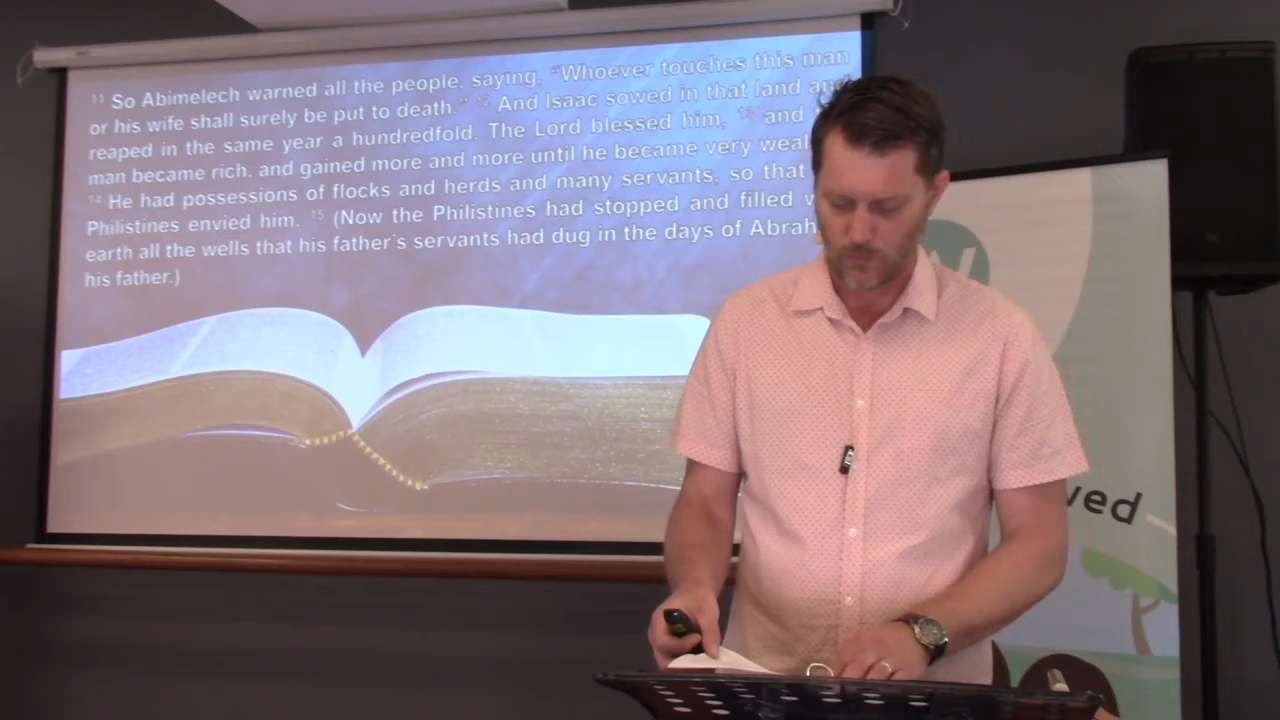 11 So Abimelech warned all the people, saying, "Whoever touches this man
or his wife shall surely be put to death." 12 And Isaac sowed in that land and
reaped in the same year a hundredfold. The Lord blessed him, 13 and
man became rich, and gained more and more until he became very weal
14 He had possessions of flocks and herds and many servants, so that
Philistines envied him. 15 (Now the Philistines had stopped and filled
earth all the wells that his father's servants had dug in the days of Abrah
his father.)
ved